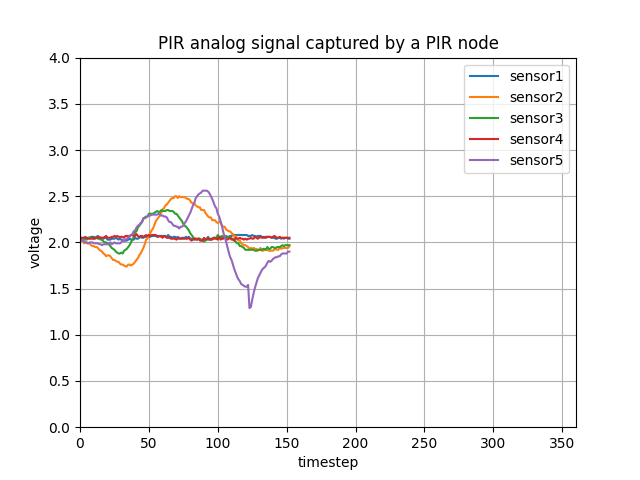 PIR analog signal captured by a PIR node
4.0
3.5
3.0
2.5
2.0
1.5
1.0
0.5
0.0
voltage
sensor1
sensor2
sensor3
sensor4
sensor5
0 50 100 150 200 250 300 350
timestep